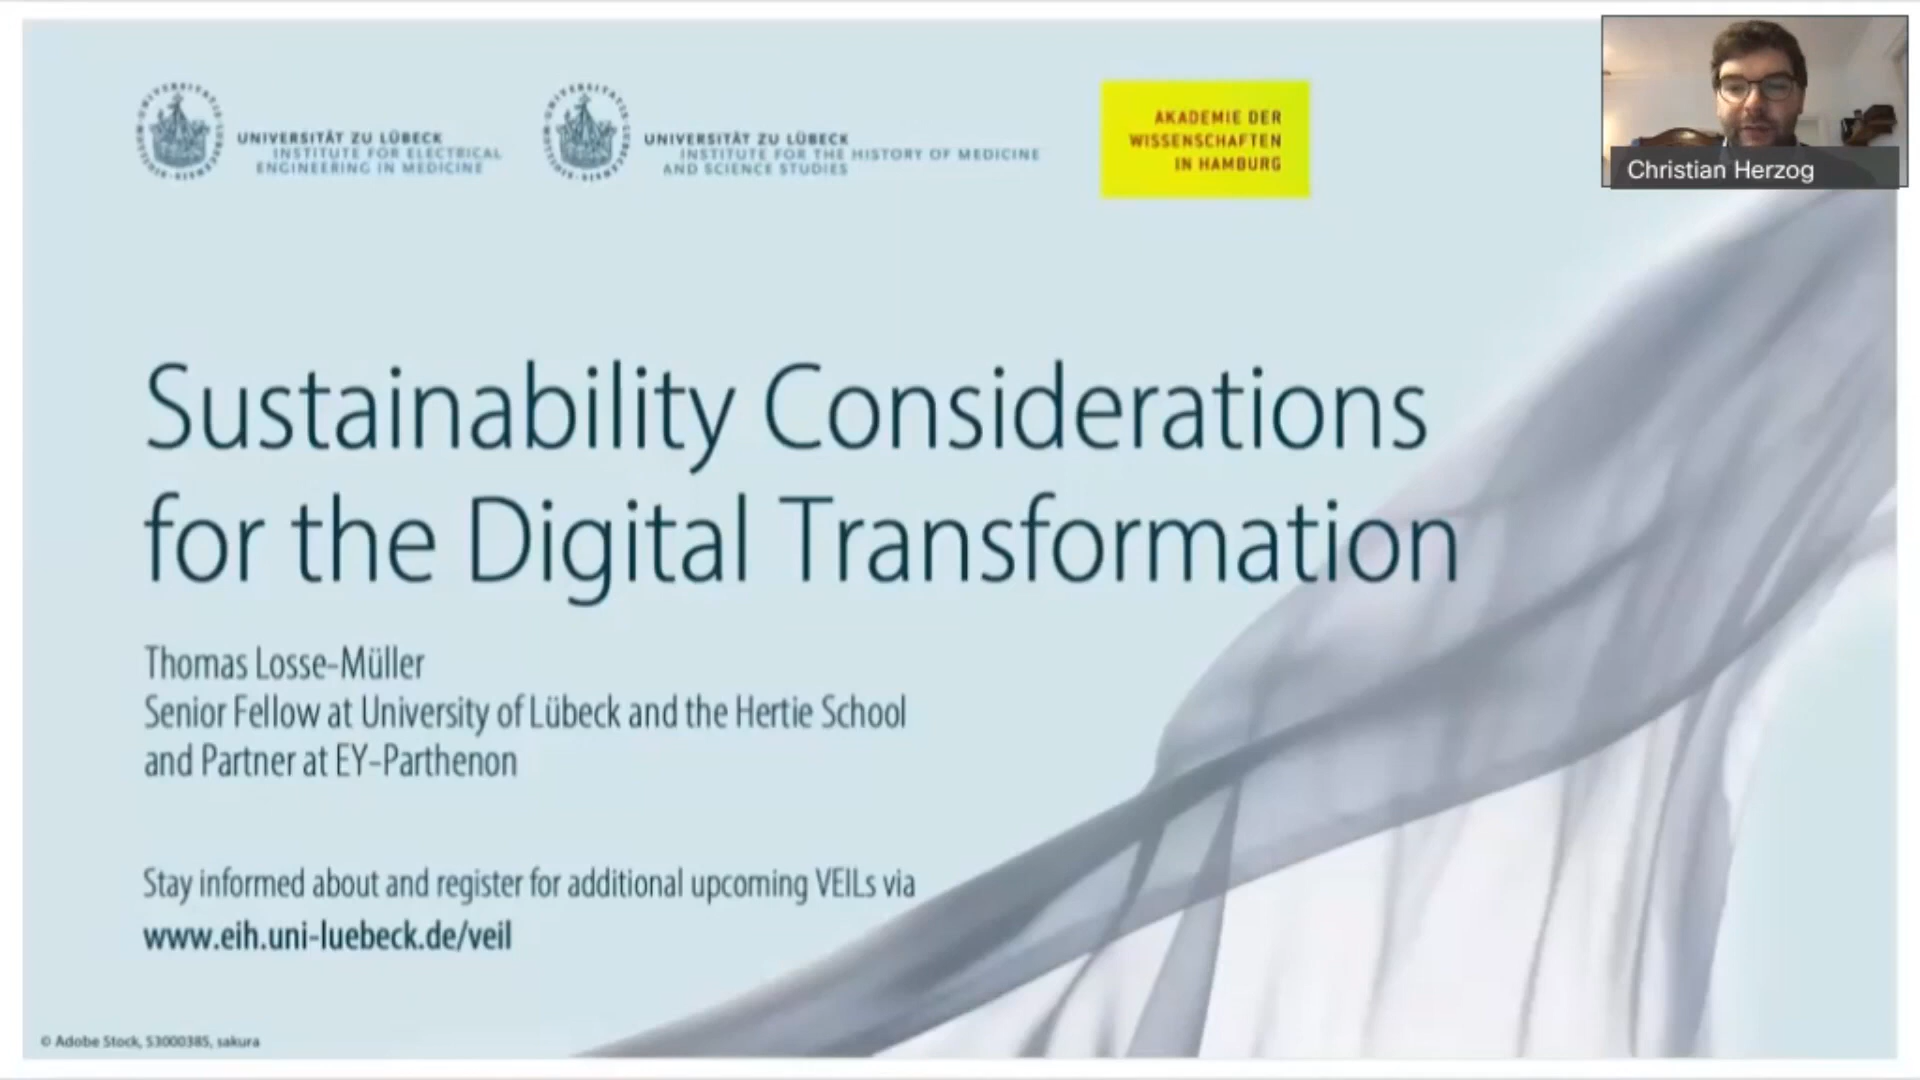 UNIVERSITÄT ZU LÜBECK
INSTITUTE FOR ELECTRICAL
ENGINEERING IN MEDICINE
UNIVERSITÄT ZU LÜBECK
INSTITUTE FOR THE HISTORY OF MEDICINE
AND SCIENCE STUDIES
AKADEMIE DER
WISSENSCHAFTEN
IN HAMBURG
Christian Herzog
Sustainability Considerations
for the Digital Transformation
Thomas Losse-Müller
Senior Fellow at University of Lübeck and the Hertie School
and Partner at EY-Parthenon
Stay informed about and register for additional upcoming VEILs via
www.eih.uni-luebeck.de/veil
© Adobe Stock, 53000385, sakura